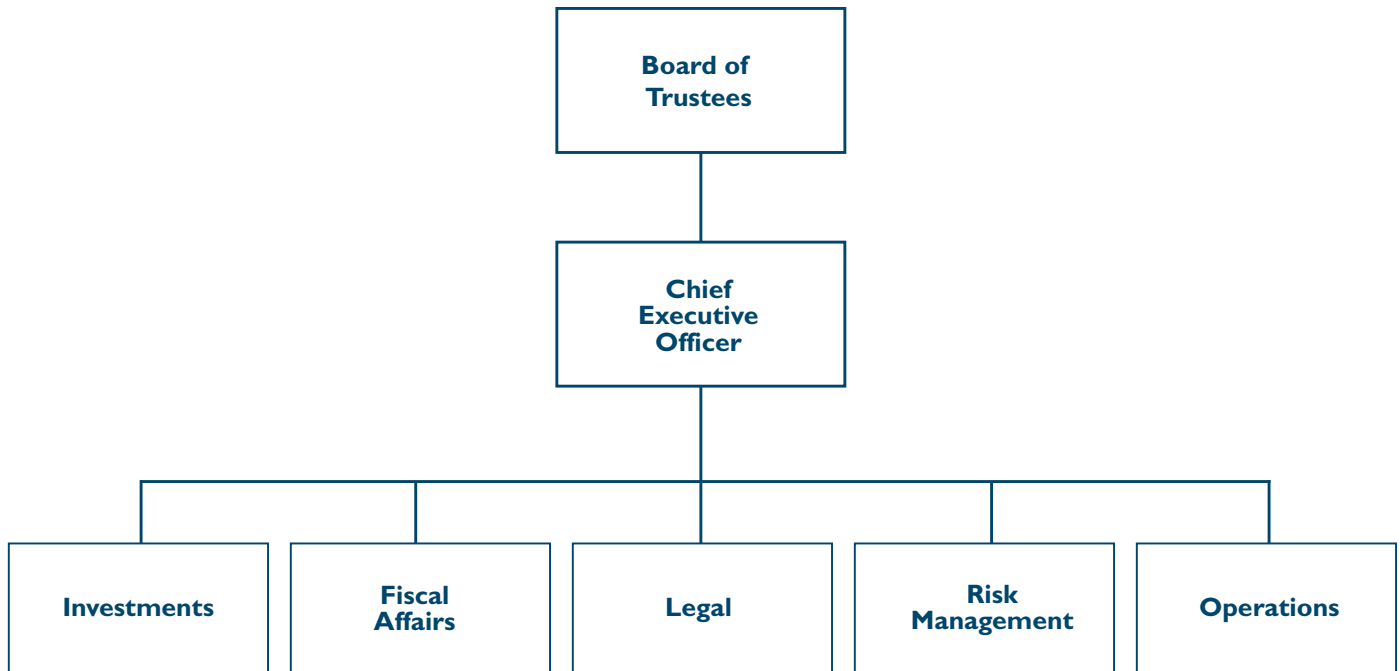 Board of
Trustees
Chief
Executive
Officer
Investments
Fiscal
Affairs
Legal
Risk
Management
Operations